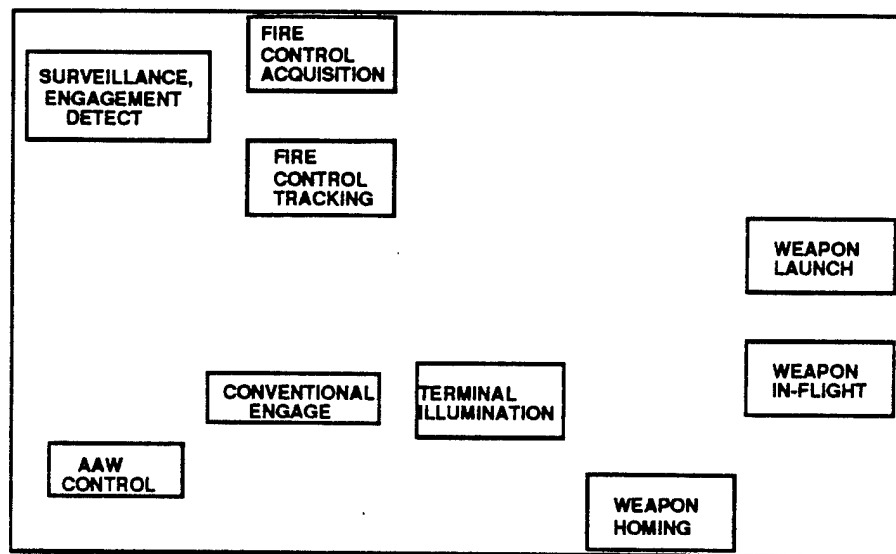 FIRE
CONTROL
ACQUISITION
SURVEILLANCE,
ENGAGEMENT
DETECT
FIRE
CONTROL
TRACKING
WEAPON
LAUNCH
WEAPON
IN-FLIGHT
CONVENTIONAL
ENGAGE
TERMINAL
ILLUMINATION
AAW
CONTROL
WEAPON
HOMING